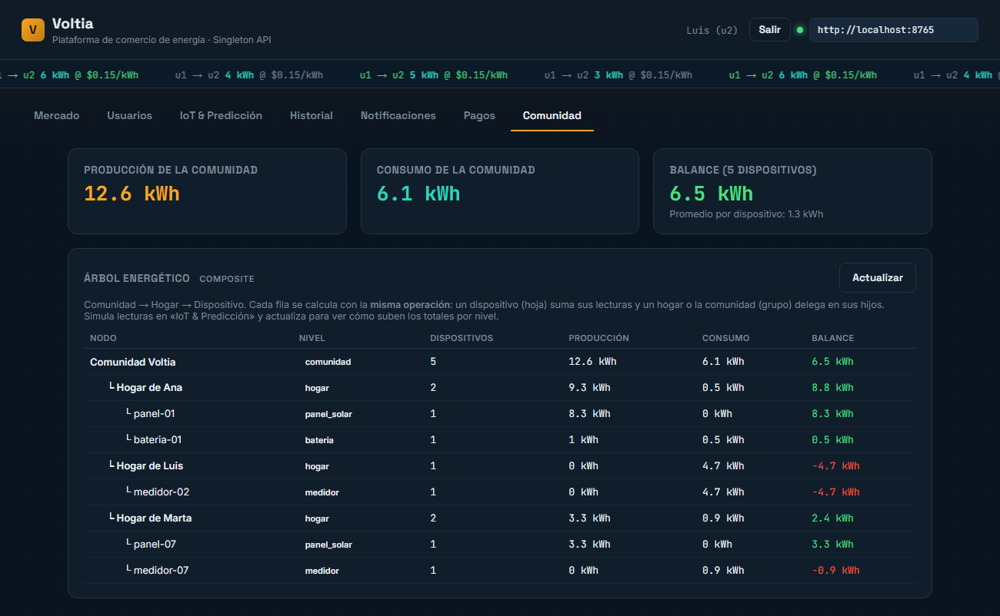 V
Voltia
Plataforma de comercio de energía · Singleton API
Luis (u2)
Salir
http://localhost:8765
→ u2 6 kWh @ $0.15/kWh
u1 → u2 4 kWh @ $0.15/kWh
u1 → u2 5 kWh @ $0.15/kWh
u1 → u2 3 kWh @ $0.15/kWh
u1 → u2 6 kWh @ $0.15/kWh
u1 → u2 4 kWh
Mercado Usuarios IoT & Predicción Historial Notificaciones Pagos Comunidad
PRODUCCIÓN DE LA COMUNIDAD
12.6 kWh
CONSUMO DE LA COMUNIDAD
6.1 kWh
BALANCE (5 DISPOSITIVOS)
6.5 kWh
Promedio por dispositivo: 1.3 kWh
ÁRBOL ENERGÉTICO COMPOSITE
Actualizar
Comunidad → Hogar → Dispositivo. Cada fila se calcula con la misma operación: un dispositivo (hoja) suma sus lecturas y un hogar o la comunidad (grupo) delega en sus hijos.
Simula lecturas en «IoT & Predicción» y actualiza para ver cómo suben los totales por nivel.
NODO NIVEL DISPOSITIVOS PRODUCCIÓN CONSUMO BALANCE
Comunidad Voltia comunidad 5 12.6 kWh 6.1 kWh 6.5 kWh
└ Hogar de Ana hogar 2 9.3 kWh 0.5 kWh 8.8 kWh
└ panel-01 panel_solar 1 8.3 kWh 0 kWh 8.3 kWh
└ bateria-01 bateria 1 1 kWh 0.5 kWh 0.5 kWh
└ Hogar de Luis hogar 1 0 kWh 4.7 kWh -4.7 kWh
└ medidor-02 medidor 1 0 kWh 4.7 kWh -4.7 kWh
└ Hogar de Marta hogar 2 3.3 kWh 0.9 kWh 2.4 kWh
└ panel-07 panel_solar 1 3.3 kWh 0 kWh 3.3 kWh
└ medidor-07 medidor 1 0 kWh 0.9 kWh -0.9 kWh